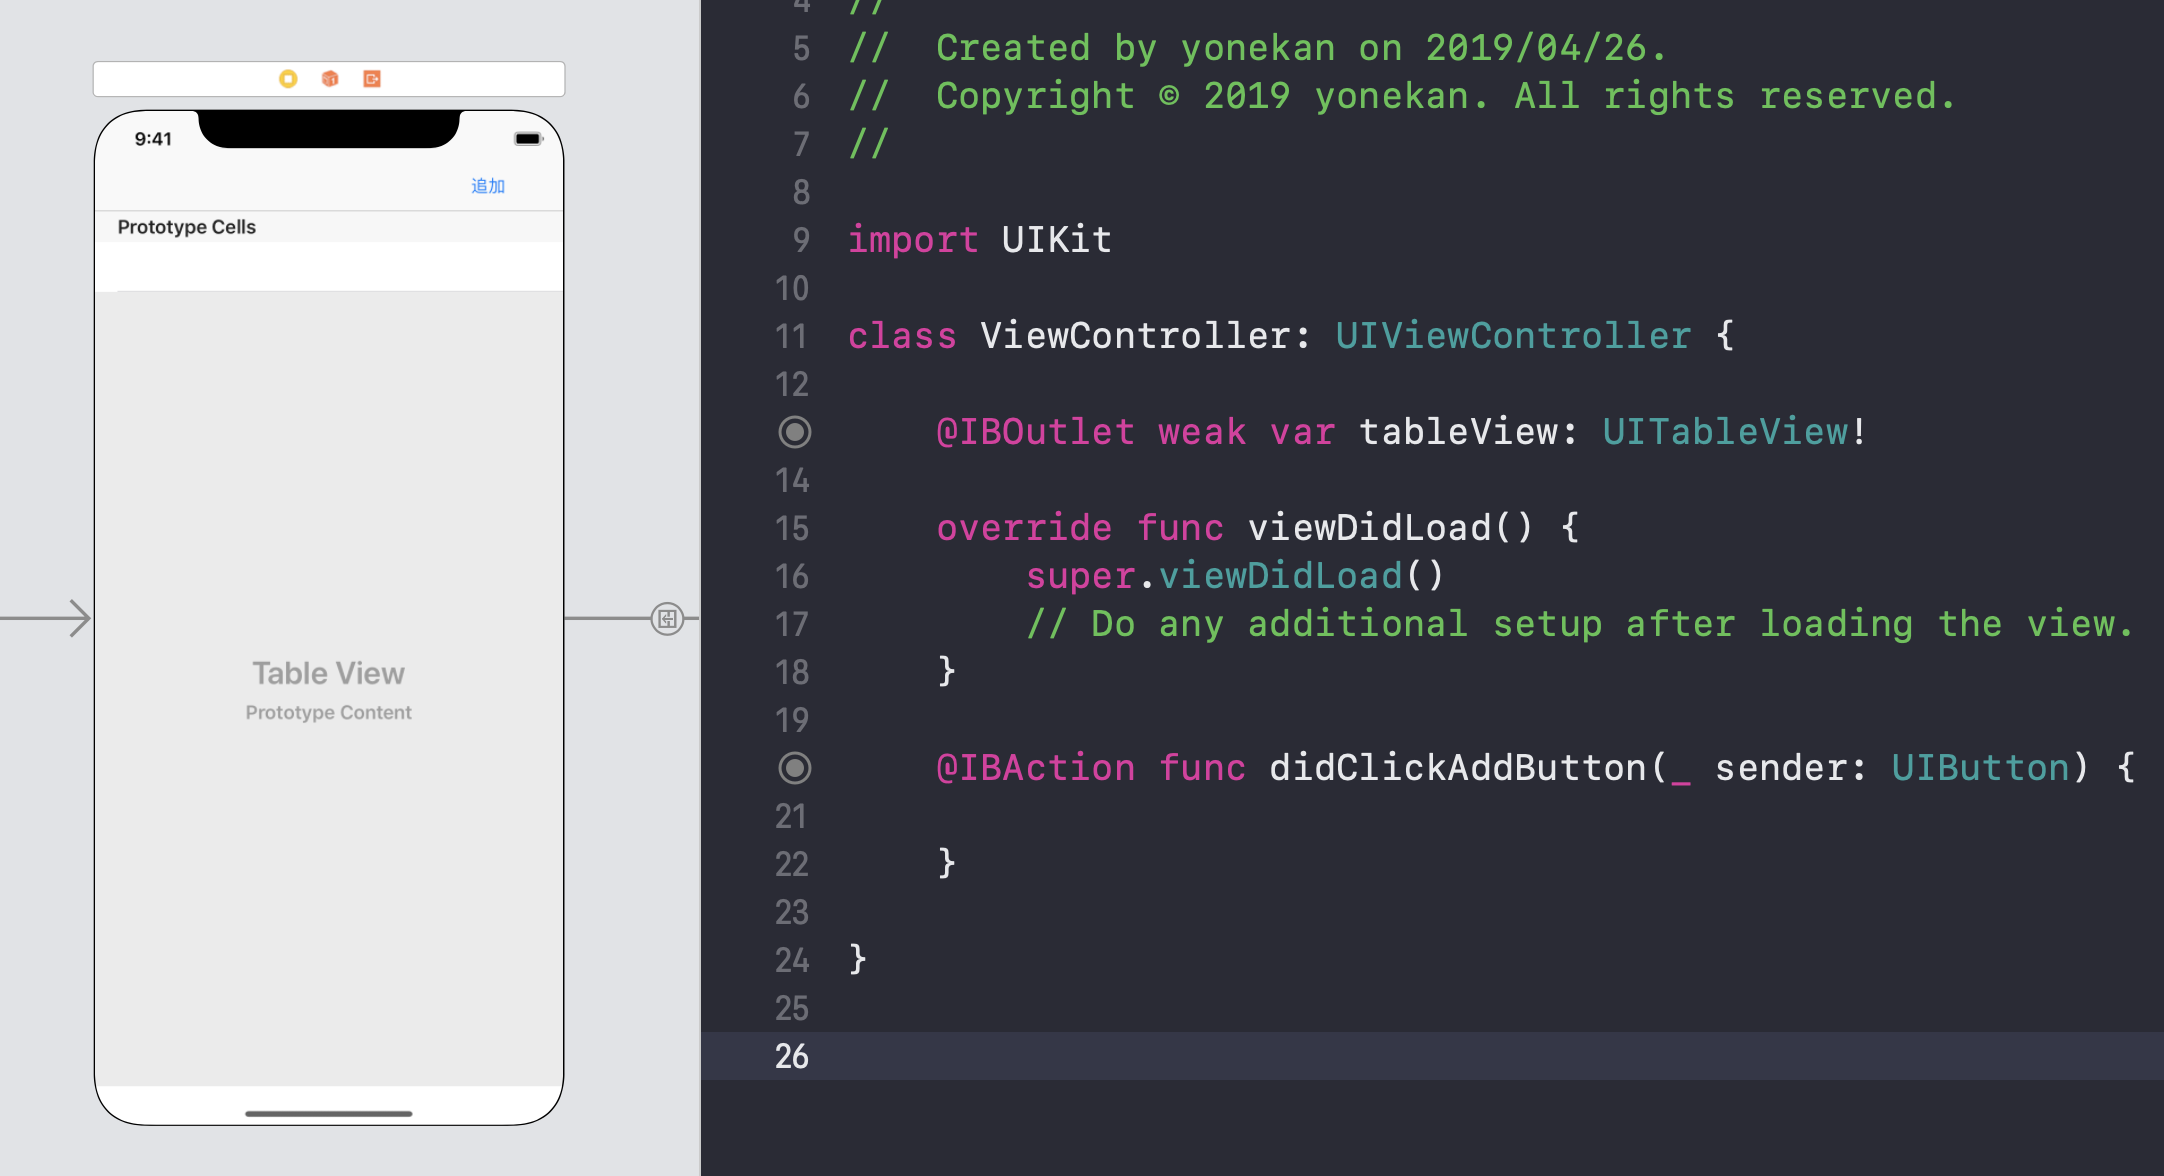 9:41
追加
Prototype Cells
Table View
Prototype Content
4 //
5 // Created by yonekan on 2019/04/26.
6 // Copyright © 2019 yonekan. All rights reserved.
7 //
8
9 import UIKit
10
11 class ViewController: UIViewController {
12
@IBOutlet weak var tableView: UITableView!
14
15 override func viewDidLoad() {
16 super.viewDidLoad()
17 // Do any additional setup after loading the view.
18 }
19
@IBAction func didClickAddButton(_ sender: UIButton) {
21
22 }
23
24 }
25
26